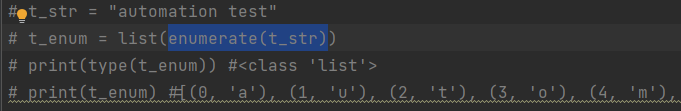 # t_str = "automation test"
# t_enum = list(enumerate(t_str))
# print(type(t_enum)) #<class 'list'>
# print(t_enum) #[(0, 'a'), (1, 'u'), (2, 't'), (3, 'o'), (4, 'm'),